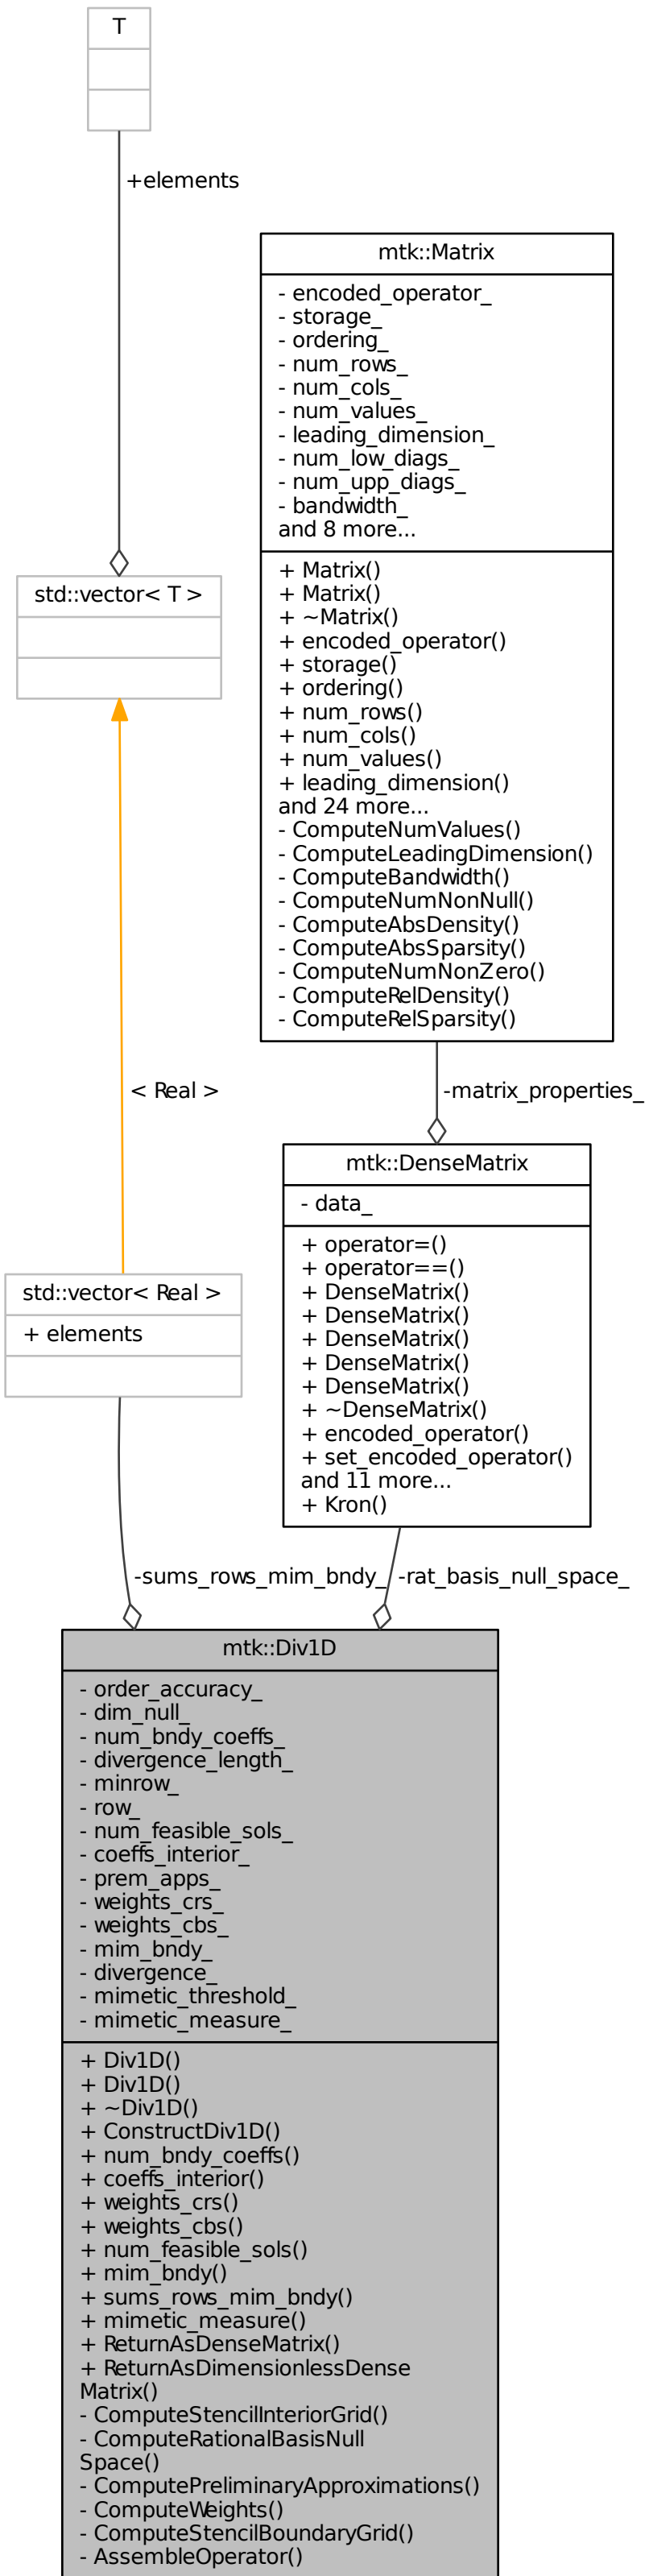 T
+elements
mtk::Matrix
- encoded_operator_
- storage_
- ordering_
- num_rows_
- num_cols_
- num_values_
- leading_dimension_
- num_low_diags_
- num_upp_diags_
- bandwidth_
and 8 more...
+ Matrix()
+ Matrix()
+ ~Matrix()
+ encoded_operator()
+ storage()
+ ordering()
+ num_rows()
+ num_cols()
+ num_values()
+ leading_dimension()
and 24 more...
- ComputeNumValues()
- ComputeLeadingDimension()
- ComputeBandwidth()
- ComputeNumNonNull()
- ComputeAbsDensity()
- ComputeAbsSparsity()
- ComputeNumNonZero()
- ComputeRelDensity()
- ComputeRelSparsity()
std::vector< T >
< Real >
-matrix_properties_
mtk::DenseMatrix
- data_
+ operator=()
+ operator==()
+ DenseMatrix()
+ DenseMatrix()
+ DenseMatrix()
+ DenseMatrix()
+ DenseMatrix()
+ ~DenseMatrix()
+ encoded_operator()
+ set_encoded_operator()
and 11 more...
+ Kron()
std::vector< Real >
+ elements
-sums_rows_mim_bndy_
-rat_basis_null_space_
mtk::Div1D
- order_accuracy_
- dim_null_
- num_bndy_coeffs_
- divergence_length_
- minrow_
- row_
- num_feasible_sols_
- coeffs_interior_
- prem_apps_
- weights_crs_
- weights_cbs_
- mim_bndy_
- divergence_
- mimetic_threshold_
- mimetic_measure_
+ Div1D()
+ Div1D()
+ ~Div1D()
+ ConstructDiv1D()
+ num_bndy_coeffs()
+ coeffs_interior()
+ weights_crs()
+ weights_cbs()
+ num_feasible_sols()
+ mim_bndy()
+ sums_rows_mim_bndy()
+ mimetic_measure()
+ ReturnAsDenseMatrix()
+ ReturnAsDimensionlessDense
Matrix()
- ComputeStencilInteriorGrid()
- ComputeRationalBasisNull
Space()
- ComputePreliminaryApproximations()
- ComputeWeights()
- ComputeStencilBoundaryGrid()
- AssembleOperator()